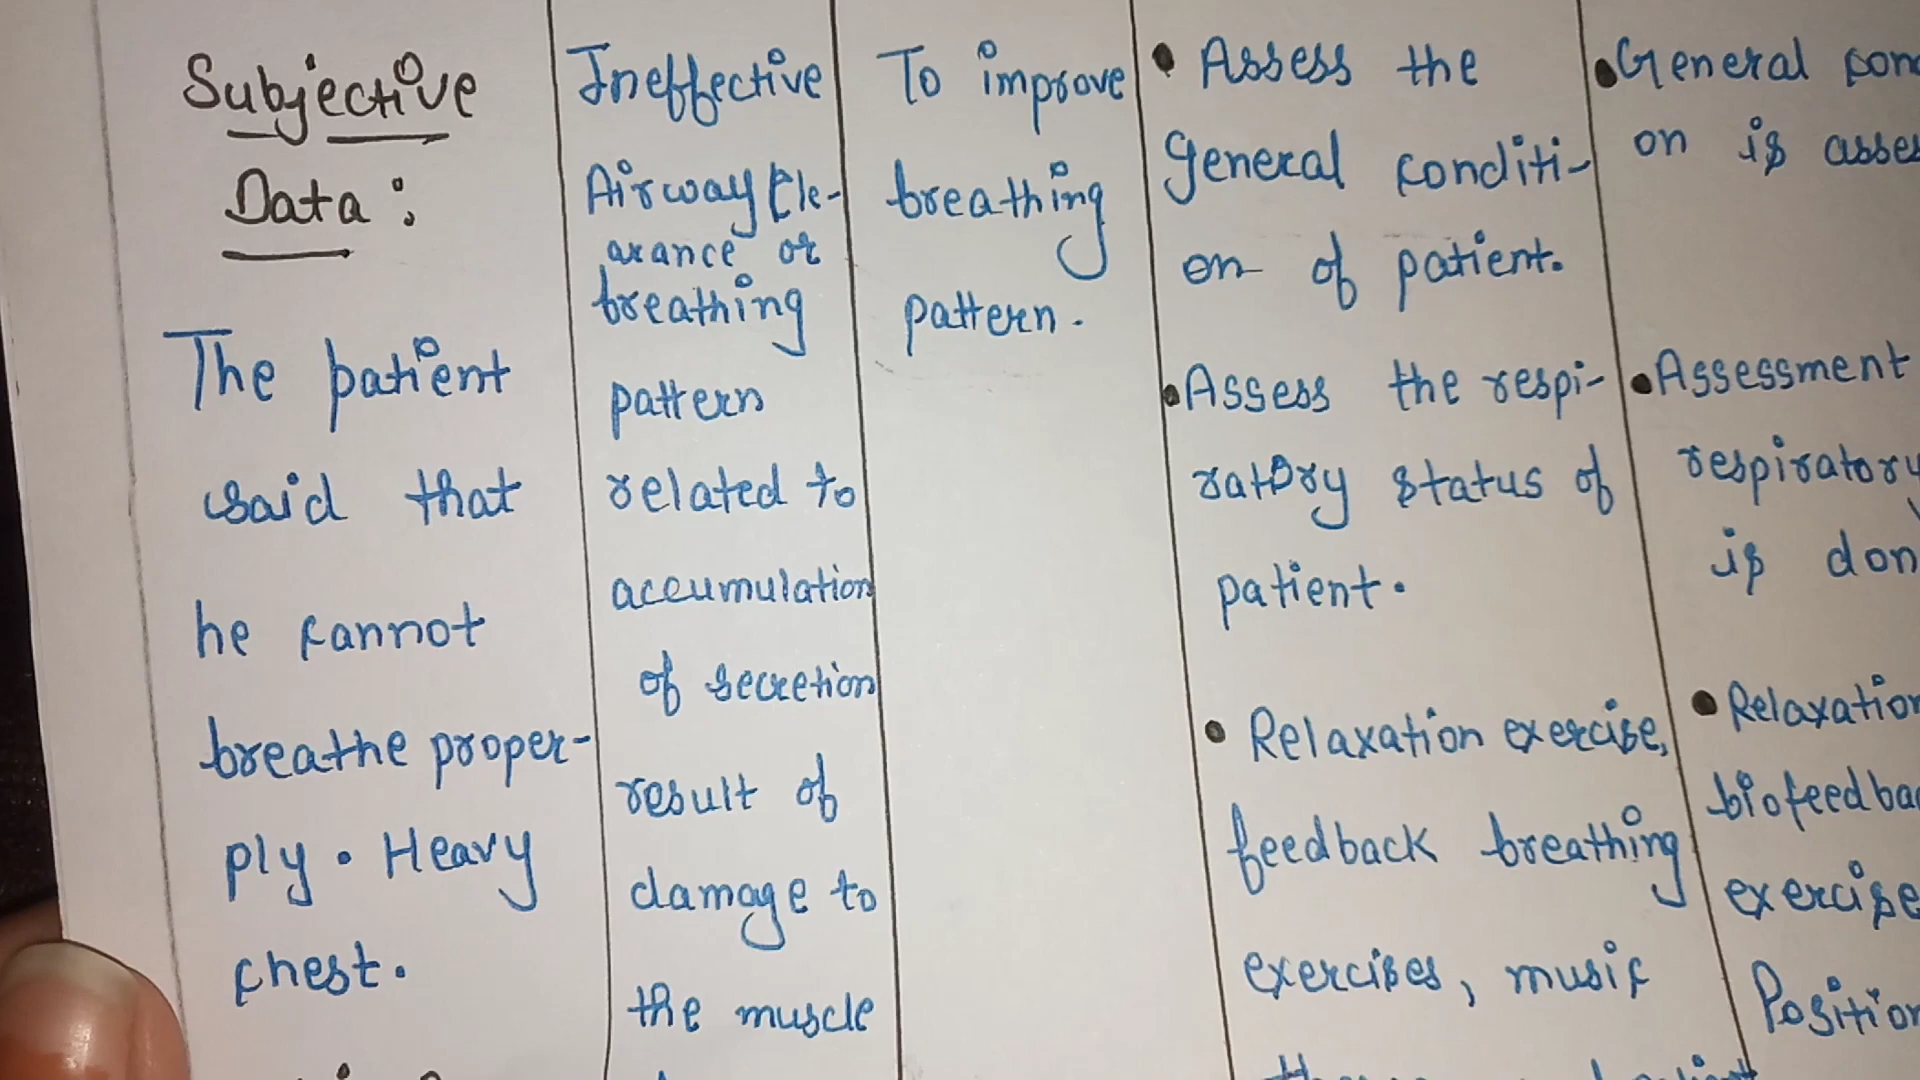 Subjective
Data :
The patient
said that
he cannot
breathe proper-
ply. Heavy
chest.
Ineffective
Airway Cle-
arance or
breathing
pattern
related to
accumulation
of secretion
result of
damage to
the muscle
To improve
breathing
pattern.
• Assess the
general conditi-
on of patient.
• Assess the respi-
ratory status of
patient.
• Relaxation exercise,
feedback breathing
exercises, music
• General con
on is asses
• Assessment
respiratory
is don
• Relaxation
biofeedbac
exercise
Position